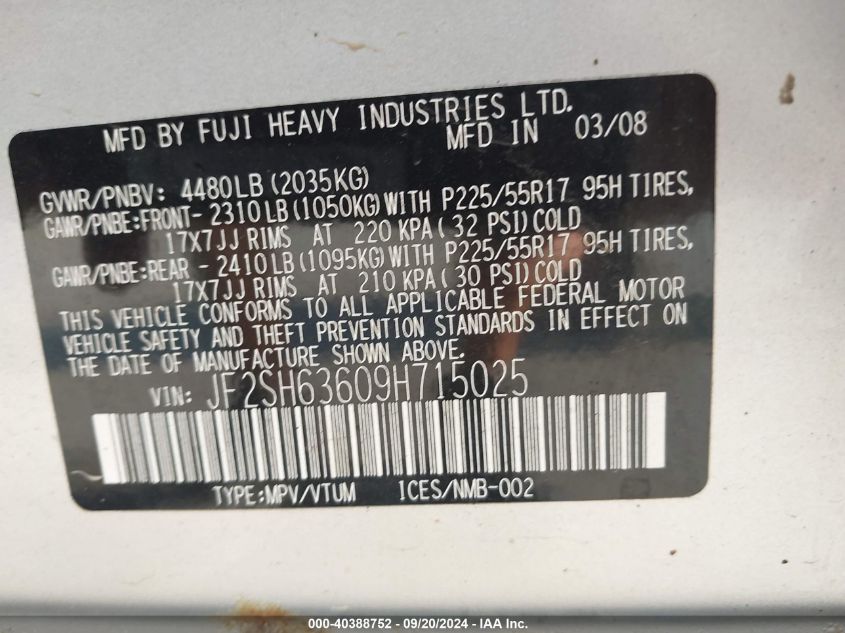 MFD BY FUJI HEAVY INDUSTRIES LTD.
MFD IN 03/08
GVWR/PNBV: 4480LB(2035KG)
GAWR/PNBE:FRONT- 2310LB(1050KG)WITH P225/55R17 95H TIRES,
17X7JJ RIMS AT 220 KPA(32 PSI)COLD
GAWR/PNBE:REAR - 2410LB(1095KG)WITH P225/55R17 95H TIRES,
17X7JJ RIMS AT 210 KPA(30 PSI)COLD
THIS VEHICLE CONFORMS TO ALL APPLICABLE FEDERAL MOTOR
VEHICLE SAFETY AND THEFT PREVENTION STANDARDS IN EFFECT ON
THE DATE OF MANUFACTURE SHOWN ABOVE.
VIN: JF2SH63609H715025
TYPE:MPV/VTUM ICES/NMB-002
000-40388752 - 09/20/2024 - IAA Inc.